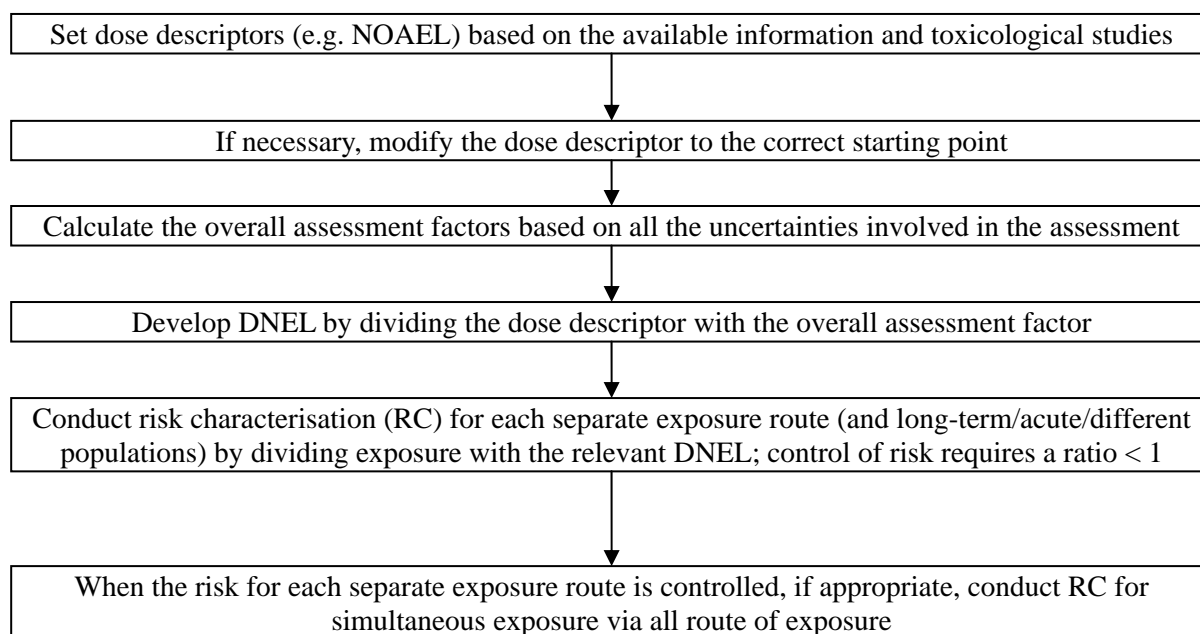 Set dose descriptors (e.g. NOAEL) based on the available information and toxicological studies
If necessary, modify the dose descriptor to the correct starting point
Calculate the overall assessment factors based on all the uncertainties involved in the assessment
Develop DNEL by dividing the dose descriptor with the overall assessment factor
Conduct risk characterisation (RC) for each separate exposure route (and long-term/acute/different
populations) by dividing exposure with the relevant DNEL; control of risk requires a ratio < 1
When the risk for each separate exposure route is controlled, if appropriate, conduct RC for
simultaneous exposure via all route of exposure